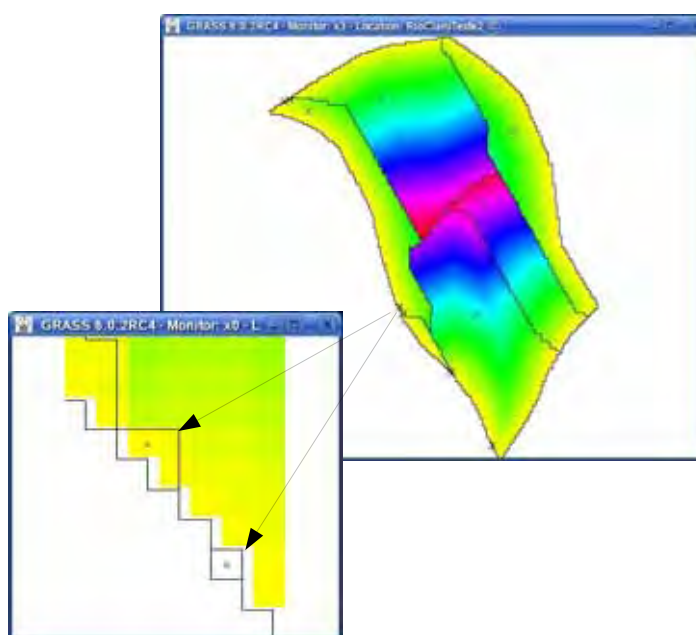 GRASS 6.0.2RC4 - Monitor: x1 - Location: RioClaroTeste2
GRASS 6.0.2RC4 - Monitor: x0 - L